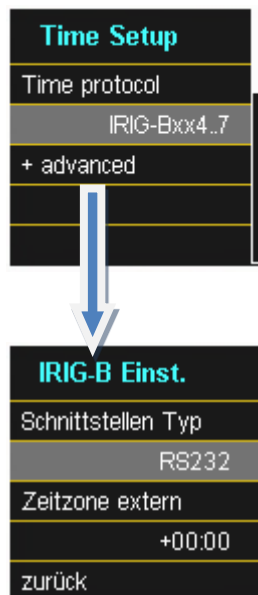 Time Setup
Time protocol
IRIG-Bxx4..7
+ advanced
IRIG-B Einst.
Schnittstellen Typ
RS232
Zeitzone extern
+00:00
zurück